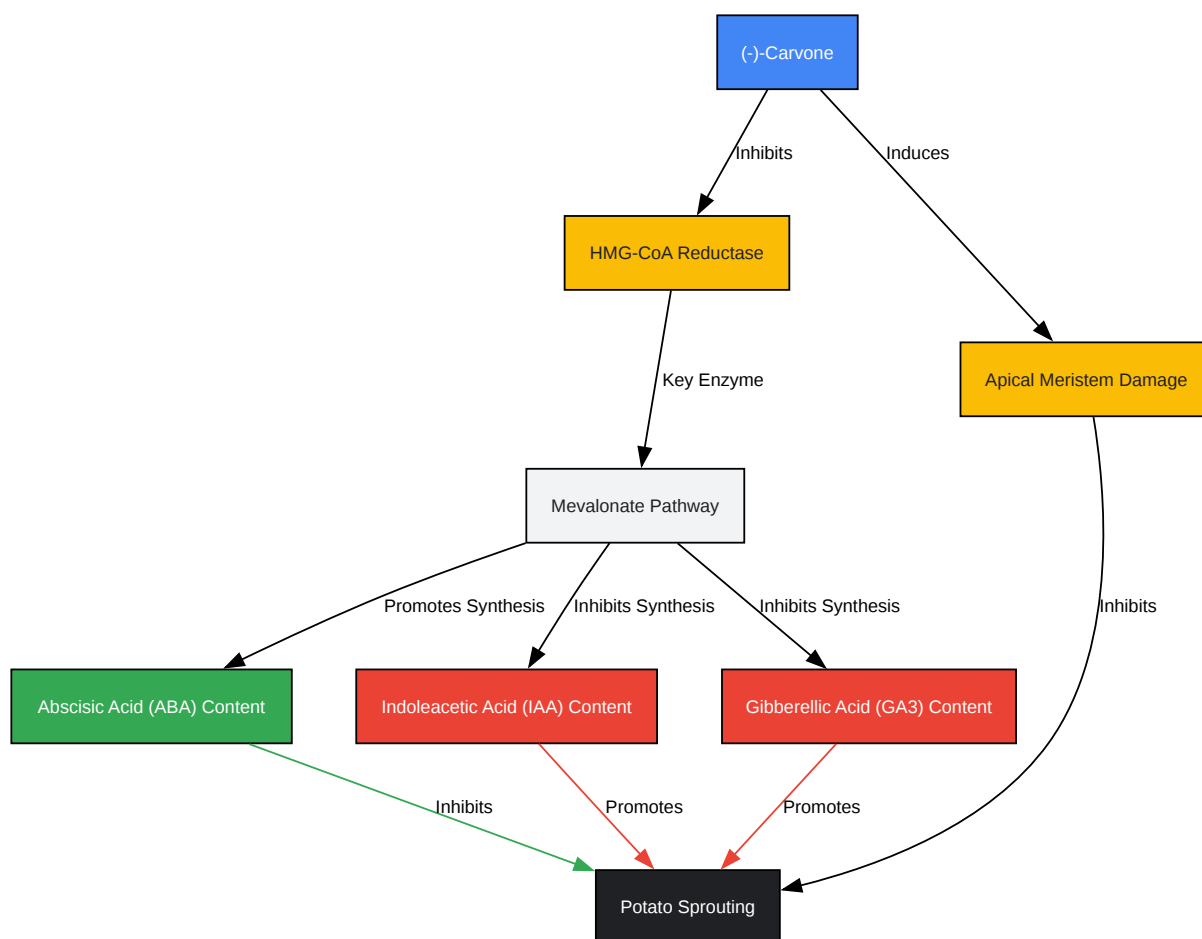 (-)-Carvone
Inhibits
Induces
HMG-CoA Reductase
Apical Meristem Damage
Key Enzyme
Mevalonate Pathway
Promotes Synthesis
Inhibits Synthesis
Inhibits Synthesis
Inhibits
Abscisic Acid (ABA) Content
Indoleacetic Acid (IAA) Content
Gibberellic Acid (GA3) Content
Inhibits
Promotes
Promotes
Potato Sprouting